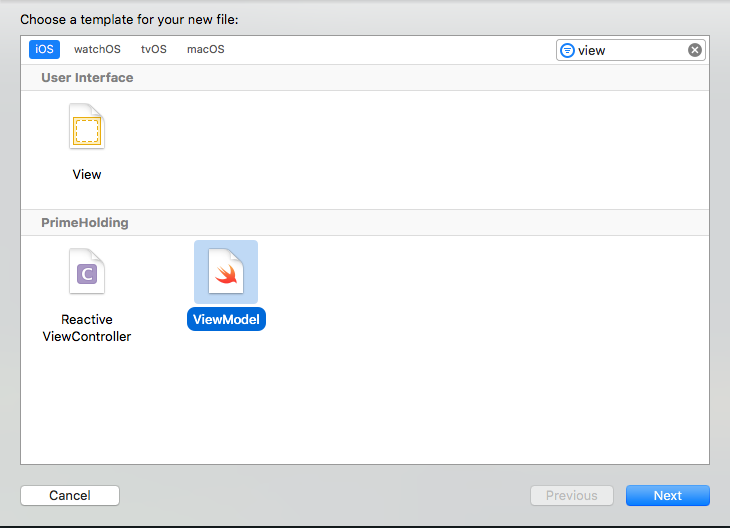 Choose a template for your new file:
iOS watchOS tvOS macOS view
User Interface
View
PrimeHolding
C
Reactive
ViewController
ViewModel
Cancel Previous Next